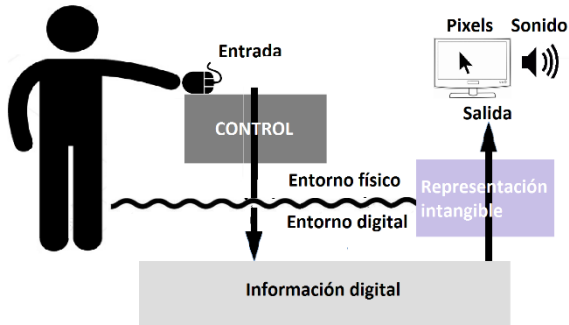 Pixels Sonido
Entrada
Salida
CONTROL
Entorno físico
Representación
intangible
Entorno digital
Información digital